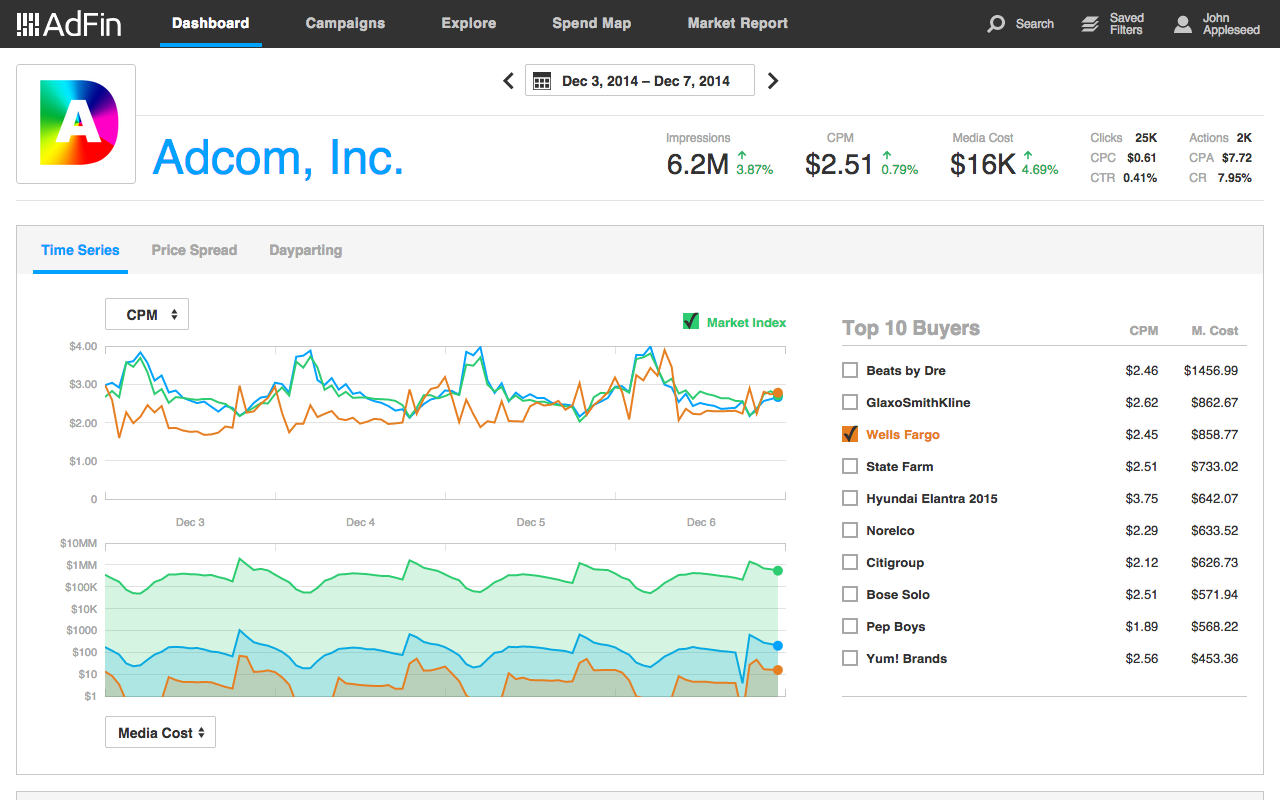 AdFin Dashboard Campaigns Explore Spend Map Market Report Search Saved Filters John Appleseed
Dec 3, 2014 – Dec 7, 2014
A
Adcom, Inc.
Impressions
6.2M 3.87%
CPM
$2.51 0.79%
Media Cost
$16K 4.69%
Clicks 25K
CPC $0.61
CTR 0.41%
Actions 2K
CPA $7.72
CR 7.95%
Time Series Price Spread Dayparting
CPM
Market Index
$4.00
$3.00
$2.00
$1.00
0
Dec 3 Dec 4 Dec 5 Dec 6
$10MM
$1MM
$100K
$10K
$1000
$100
$10
$1
Media Cost
Top 10 Buyers CPM M. Cost
Beats by Dre $2.46 $1456.99
GlaxoSmithKline $2.62 $862.67
Wells Fargo $2.45 $858.77
State Farm $2.51 $733.02
Hyundai Elantra 2015 $3.75 $642.07
Norelco $2.29 $633.52
Citigroup $2.12 $626.73
Bose Solo $2.51 $571.94
Pep Boys $1.89 $568.22
Yum! Brands $2.56 $453.36